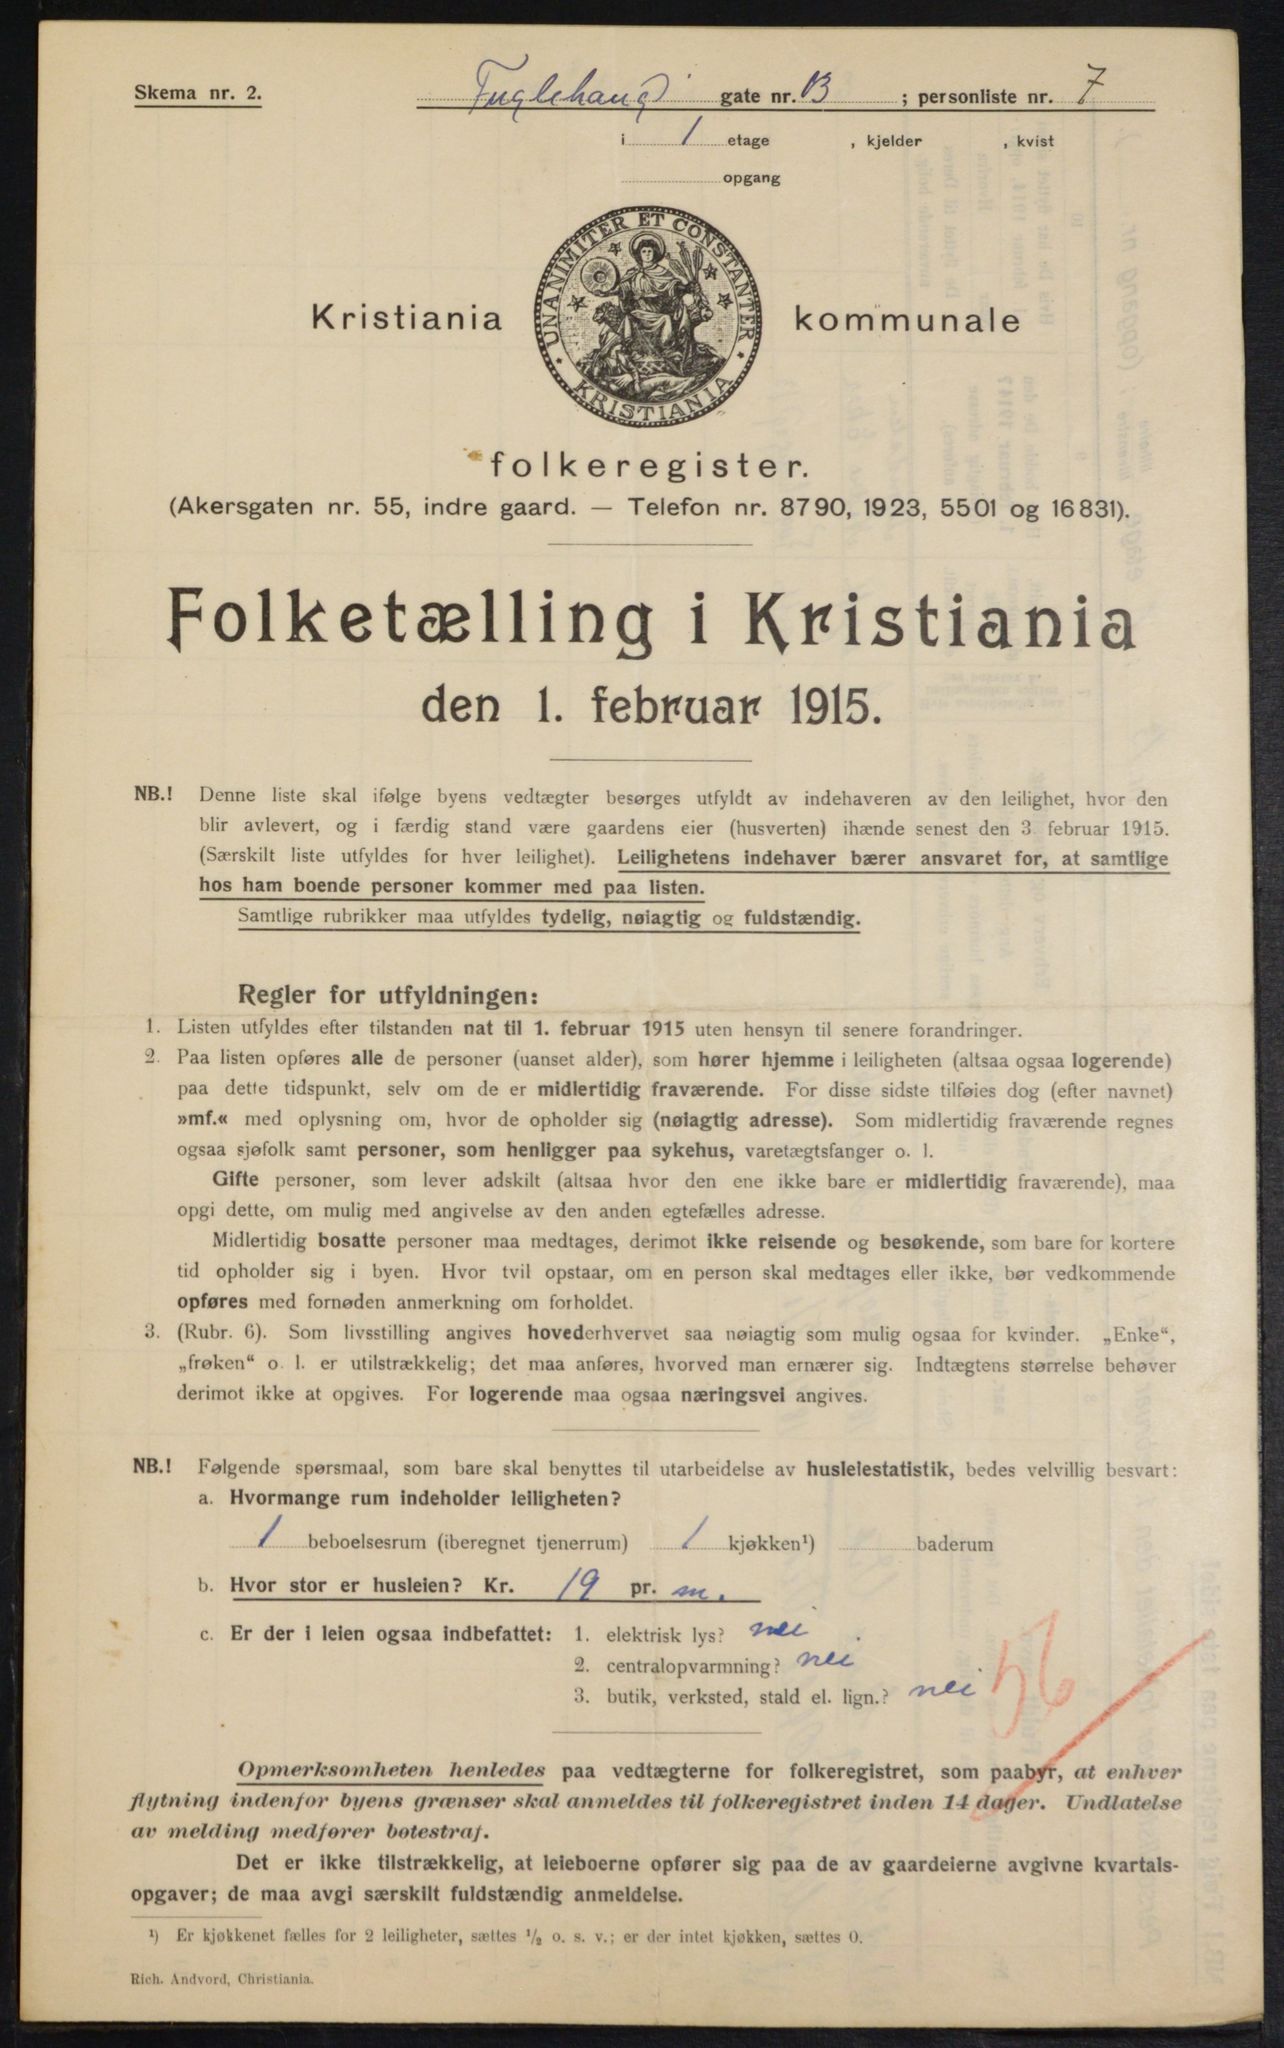 Skema nr. 2. Fuglehaug gate nr. 13 ; personliste nr. 7
i 1 etage , kjelder , kvist
opgang
UNANIMITER ET CONSTANTER
KRISTIANIA
Kristiania kommunale
folkeregister.
(Akersgaten nr. 55, indre gaard. — Telefon nr. 8790, 1923, 5501 og 16831).
Folketælling i Kristiania
den 1. februar 1915.
NB.! Denne liste skal ifølge byens vedtægter besørges utfyldt av indehaveren av den leilighet, hvor den
blir avlevert, og i færdig stand være gaardens eier (husverten) ihænde senest den 3. februar 1915.
(Særskilt liste utfyldes for hver leilighet). Leilighetens indehaver bærer ansvaret for, at samtlige
hos ham boende personer kommer med paa listen.
Samtlige rubrikker maa utfyldes tydelig, nøiagtig og fuldstændig.
Regler for utfyldningen:
1. Listen utfyldes efter tilstanden nat til 1. februar 1915 uten hensyn til senere forandringer.
2. Paa listen opføres alle de personer (uanset alder), som hører hjemme i leiligheten (altsaa ogsaa logerende)
paa dette tidspunkt, selv om de er midlertidig fraværende. For disse sidste tilføies dog (efter navnet)
»mf.« med oplysning om, hvor de opholder sig (nøiagtig adresse). Som midlertidig fraværende regnes
ogsaa sjøfolk samt personer, som henligger paa sykehus, varetægtsfanger o. l.
Gifte personer, som lever adskilt (altsaa hvor den ene ikke bare er midlertidig fraværende), maa
opgi dette, om mulig med angivelse av den anden egtefælles adresse.
Midlertidig bosatte personer maa medtages, derimot ikke reisende og besøkende, som bare for kortere
tid opholder sig i byen. Hvor tvil opstaar, om en person skal medtages eller ikke, bør vedkommende
opføres med fornøden anmerkning om forholdet.
3. (Rubr. 6). Som livsstilling angives hovederhvervet saa nøiagtig som mulig ogsaa for kvinder. „Enke“,
„frøken“ o. l. er utilstrækkelig; det maa anføres, hvorved man ernærer sig. Indtægtens størrelse behøver
derimot ikke at opgives. For logerende maa ogsaa næringsvei angives.
NB.! Følgende spørsmaal, som bare skal benyttes til utarbeidelse av husleiestatistik, bedes velvillig besvart:
a. Hvormange rum indeholder leiligheten?
1 beboelsesrum (iberegnet tjenerrum) 1 kjøkken¹) baderum
b. Hvor stor er husleien? Kr. 19 pr. m.
c. Er der i leien ogsaa indbefattet: 1. elektrisk lys? nei
2. centralopvarmning? nei
3. butik, verksted, stald el. lign.? nei
56
Opmerksomheten henledes paa vedtægterne for folkeregistret, som paabyr, at enhver
flytning indenfor byens grænser skal anmeldes til folkeregistret inden 14 dager. Undlatelse
av melding medfører bøtestraf.
Det er ikke tilstrækkelig, at leieboerne opfører sig paa de av gaardeierne avgivne kvartals-
opgaver; de maa avgi særskilt fuldstændig anmeldelse.
¹) Er kjøkkenet fælles for 2 leiligheter, sættes ½ o. s. v.; er der intet kjøkken, sættes 0.
Rich. Andvord, Christiania.